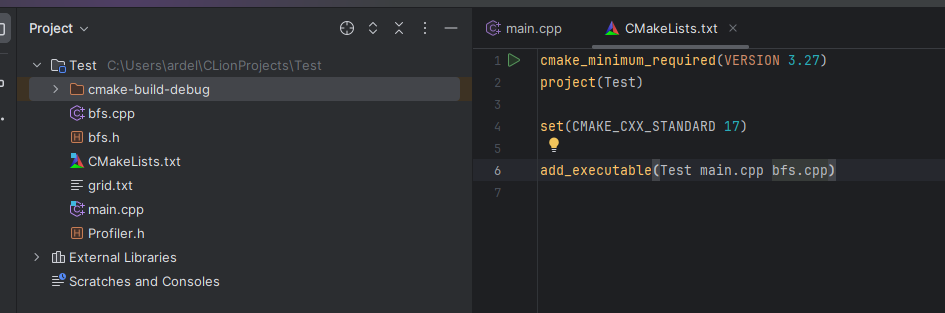 Project
Test C:\Users\ardel\CLionProjects\Test
cmake-build-debug
bfs.cpp
bfs.h
CMakeLists.txt
grid.txt
main.cpp
Profiler.h
External Libraries
Scratches and Consoles
main.cpp CMakeLists.txt
1 cmake_minimum_required(VERSION 3.27)
2 project(Test)
3
4 set(CMAKE_CXX_STANDARD 17)
5
6 add_executable(Test main.cpp bfs.cpp)
7